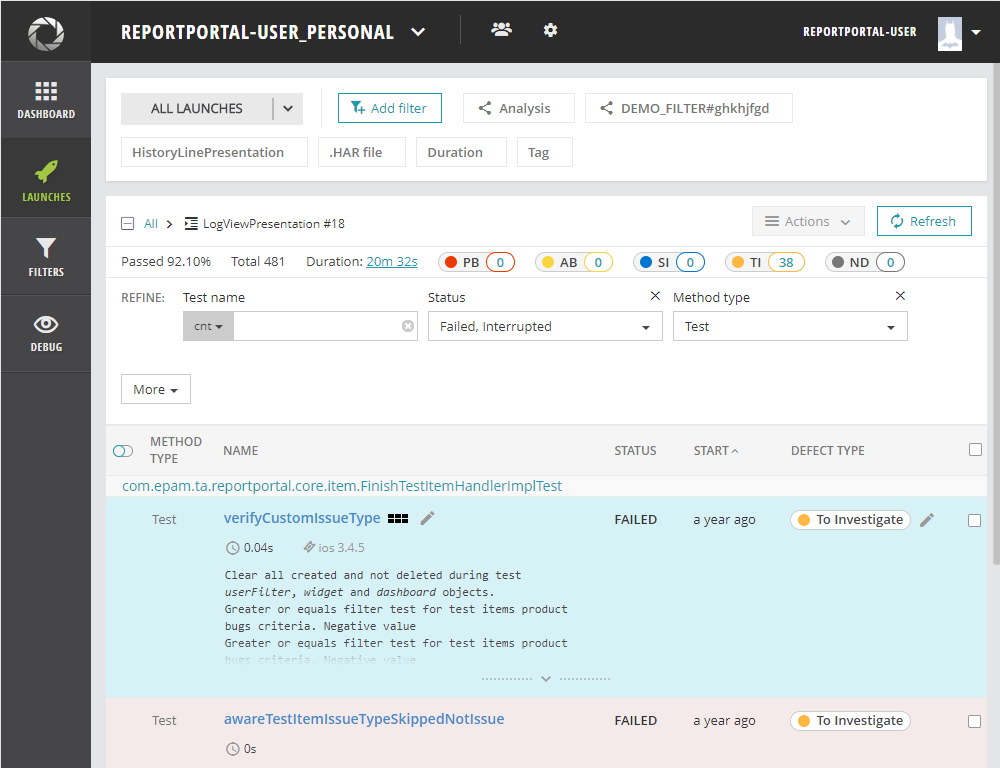 REPORTPORTAL-USER_PERSONAL
REPORTPORTAL-USER
DASHBOARD
LAUNCHES
FILTERS
DEBUG
ALL LAUNCHES
Add filter
Analysis
DEMO_FILTER#ghkhjfgd
HistoryLinePresentation
.HAR file
Duration
Tag
All
LogViewPresentation #18
Actions
Refresh
Passed 92.10% Total 481 Duration: 20m 32s PB 0 AB 0 SI 0 TI 38 ND 0
REFINE:
Test name
Status
Method type
cnt
Failed, Interrupted
Test
More
METHOD TYPE
NAME
STATUS
START
DEFECT TYPE
com.epam.ta.reportportal.core.item.FinishTestItemHandlerImplTest
Test
verifyCustomIssueType
FAILED
a year ago
To Investigate
0.04s
ios 3.4.5
Clear all created and not deleted during test
userFilter, widget and dashboard objects.
Greater or equals filter test for test items product
bugs criteria. Negative value
Greater or equals filter test for test items product
bugs criteria. Negative value
Test
awareTestItemIssueTypeSkippedNotIssue
FAILED
a year ago
To Investigate
0s